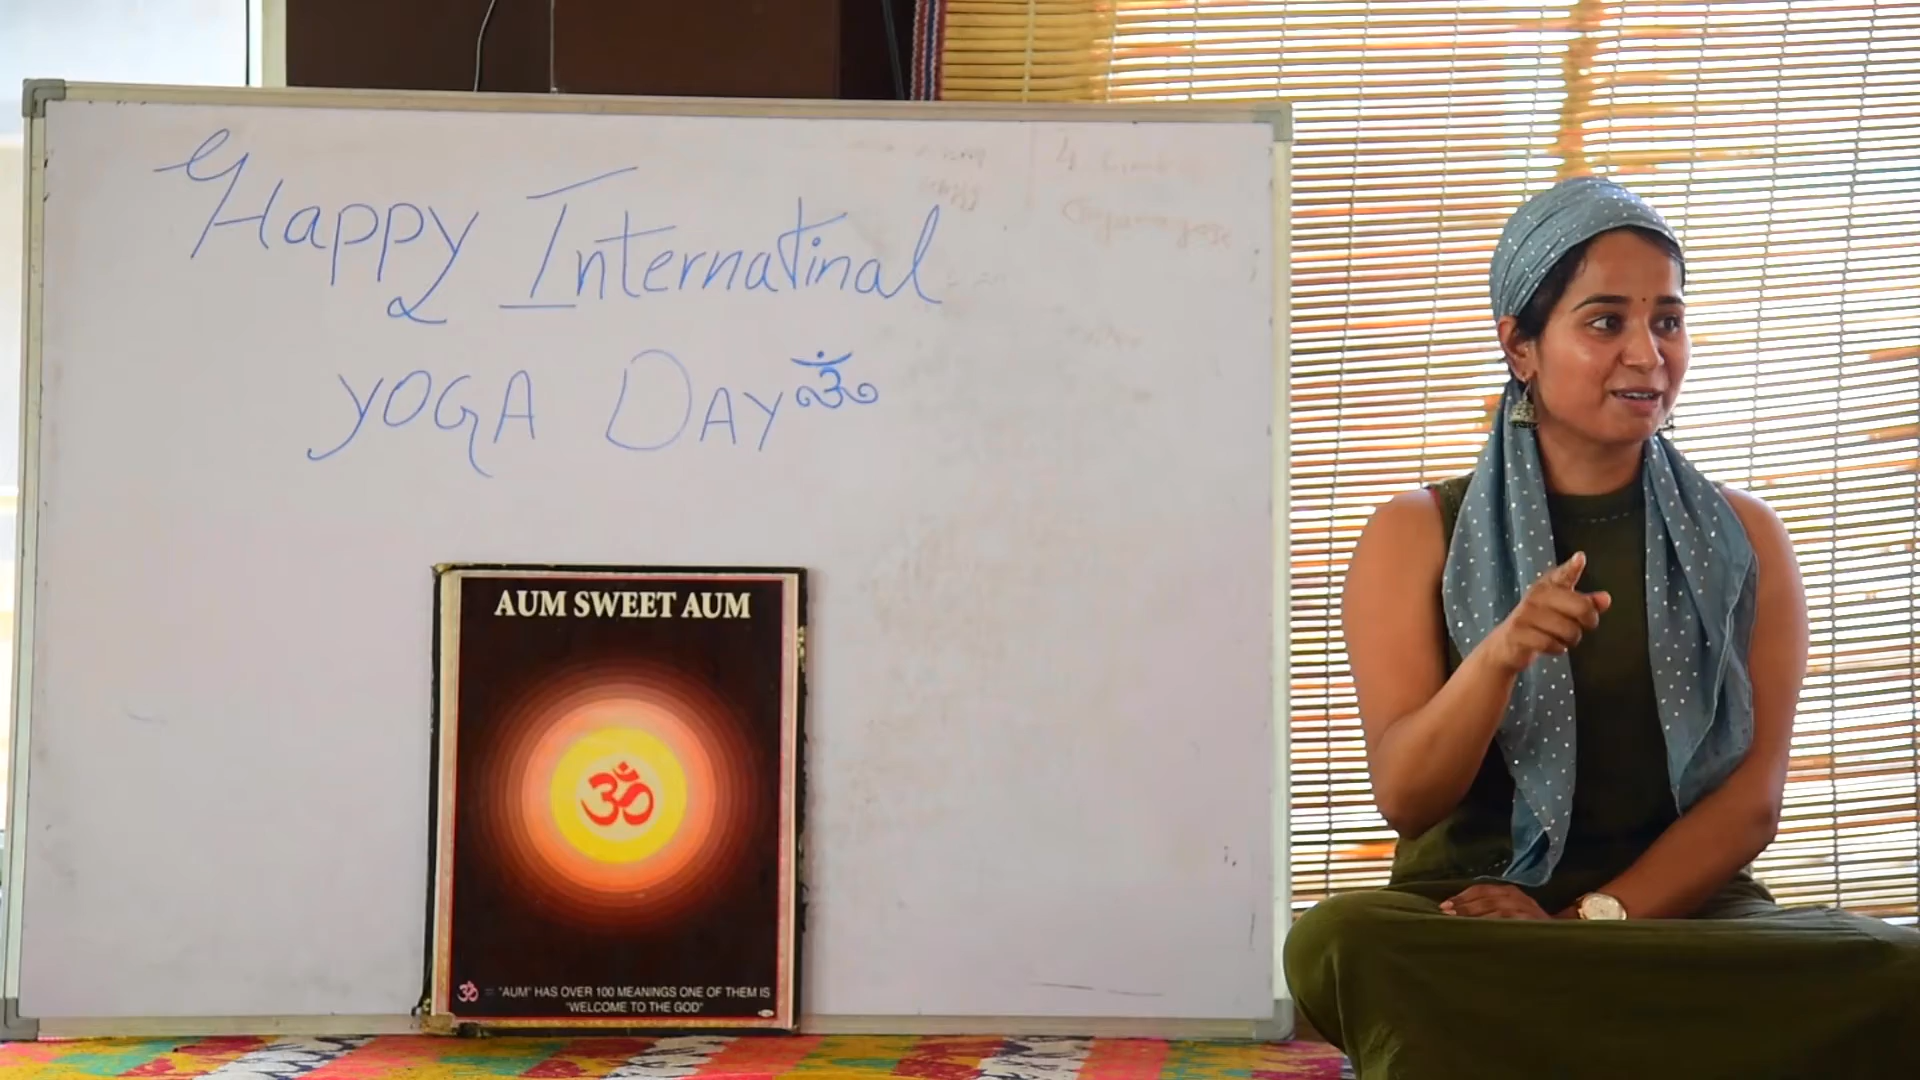 Happy Internatinal
YOGA DAY ॐ
AUM SWEET AUM
ॐ
ॐ = "AUM" HAS OVER 100 MEANINGS ONE OF THEM IS
"WELCOME TO THE GOD"